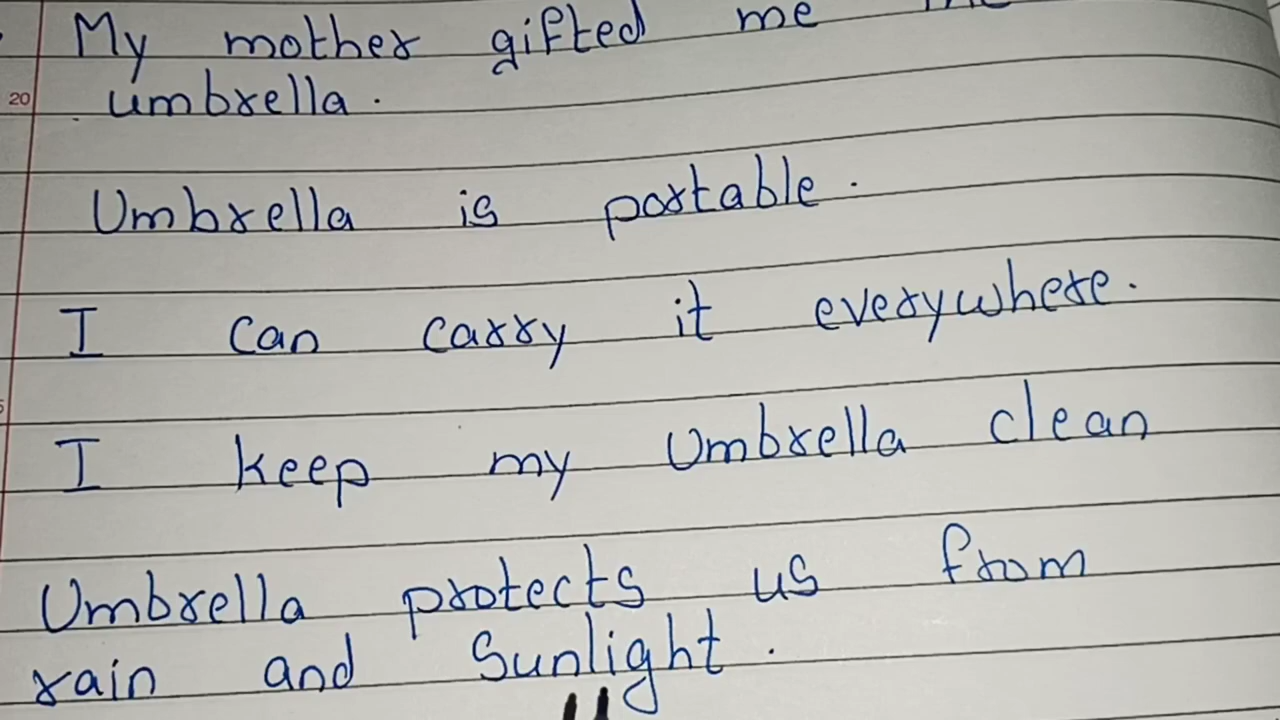 My mother gifted me
umbrella.
20
Umbrella is portable.
I can carry it everywhere.
I keep my Umbrella clean
Umbrella protects us from
rain and Sunlight.